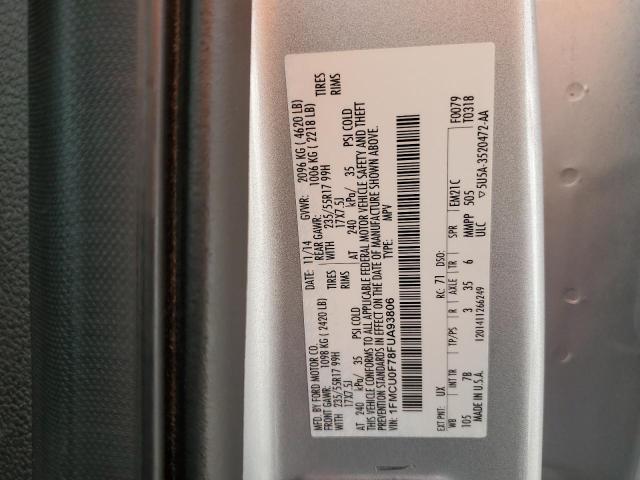 MFD. BY FORD MOTOR CO.
DATE: 11/14 GVWR: 2096 KG ( 4620 LB)
FRONT GAWR: 1098 KG ( 2420 LB) REAR GAWR: 1006 KG ( 2218 LB)
WITH 235/55R17 99H TIRES WITH 235/55R17 99H TIRES
17X7.5J RIMS 17X7.5J RIMS
AT 240 kPa/ 35 PSI COLD AT 240 kPa/ 35 PSI COLD
THIS VEHICLE CONFORMS TO ALL APPLICABLE FEDERAL MOTOR VEHICLE SAFETY AND THEFT
PREVENTION STANDARDS IN EFFECT ON THE DATE OF MANUFACTURE SHOWN ABOVE.
VIN: 1FMCU0F78FUA93806 TYPE: MPV
EXT PNT: UX RC: 71 DSO: F0079
WB INT TR TP/PS R AXLE TR SPR EM21C T0318
105 7B 3 35 6 MMPP 505
MADE IN U.S.A. 1201411266249 ULC ▽5U5A-3520472-AA